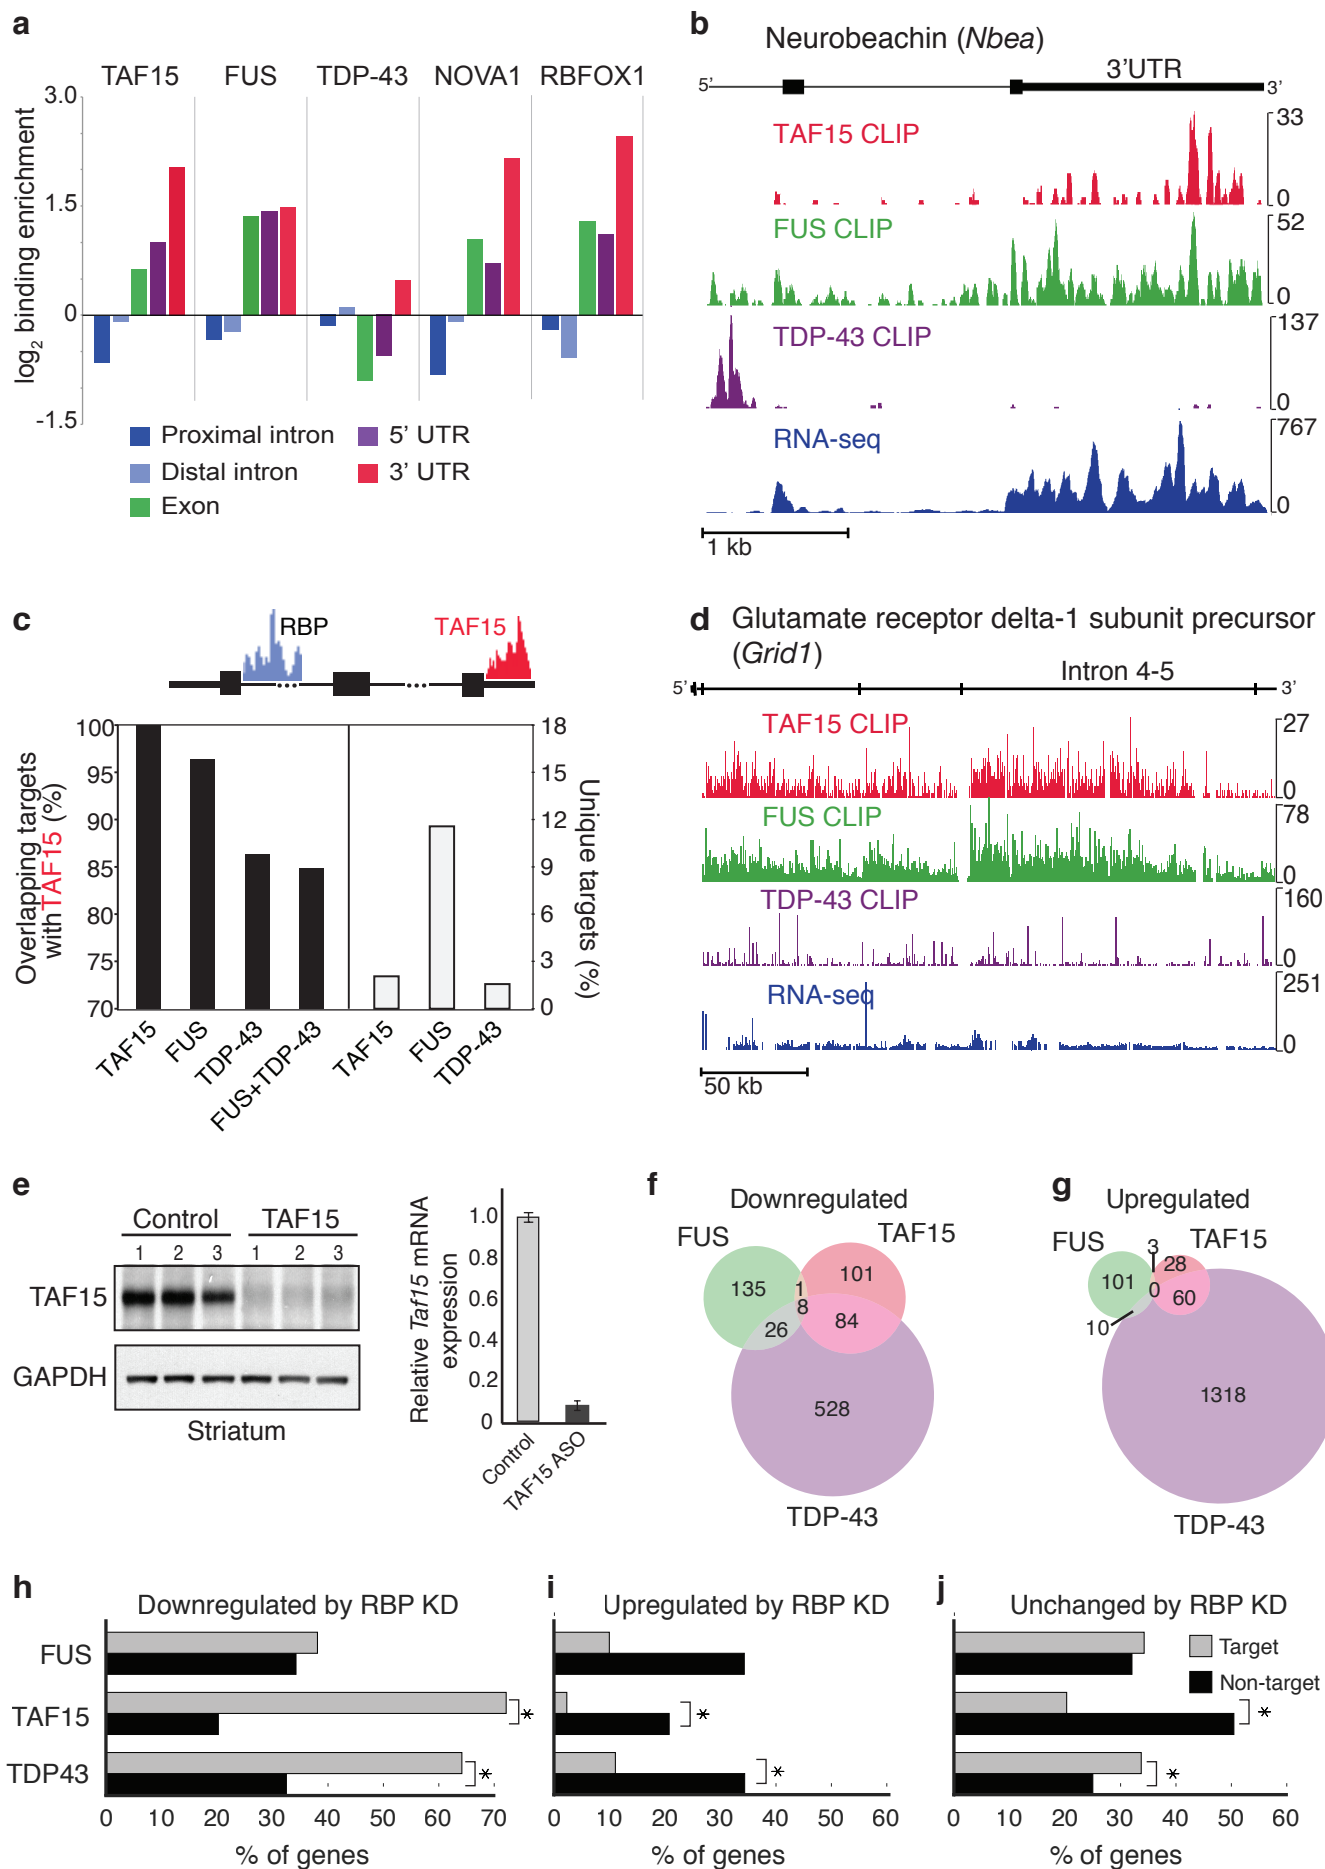 a
TAF15 FUS TDP-43 NOVA1 RBFOX1
3.0
1.5
0
-1.5
log2 binding enrichment
Proximal intron
5' UTR
Distal intron
3' UTR
Exon
b
Neurobeachin (Nbea)
3'UTR
5'
3'
TAF15 CLIP
33
0
FUS CLIP
52
0
TDP-43 CLIP
137
0
RNA-seq
767
0
1 kb
c
RBP
TAF15
100
95
90
85
80
75
70
Overlapping targets
with TAF15 (%)
18
15
12
9
6
3
0
Unique targets (%)
TAF15
FUS
TDP-43
FUS+TDP-43
TAF15
FUS
TDP-43
d Glutamate receptor delta-1 subunit precursor
(Grid1)
Intron 4-5
5'
3'
TAF15 CLIP
27
0
FUS CLIP
78
0
TDP-43 CLIP
160
0
RNA-seq
251
0
50 kb
e
Control TAF15
1 2 3 1 2 3
TAF15
GAPDH
Striatum
Relative Taf15 mRNA
expression
1.0
0.8
0.6
0.4
0.2
0
Control
TAF15 ASO
f
Downregulated
FUS
TAF15
135
1
101
8
26
84
528
TDP-43
g
Upregulated
FUS
TAF15
3
28
101
0
60
10
1318
TDP-43
h
Downregulated by RBP KD
FUS
TAF15
*
TDP43
*
0 10 20 30 40 50 60 70
% of genes
i
Upregulated by RBP KD
*
*
0 10 20 30 40 50 60
% of genes
j
Unchanged by RBP KD
Target
Non-target
*
*
0 10 20 30 40 50 60
% of genes